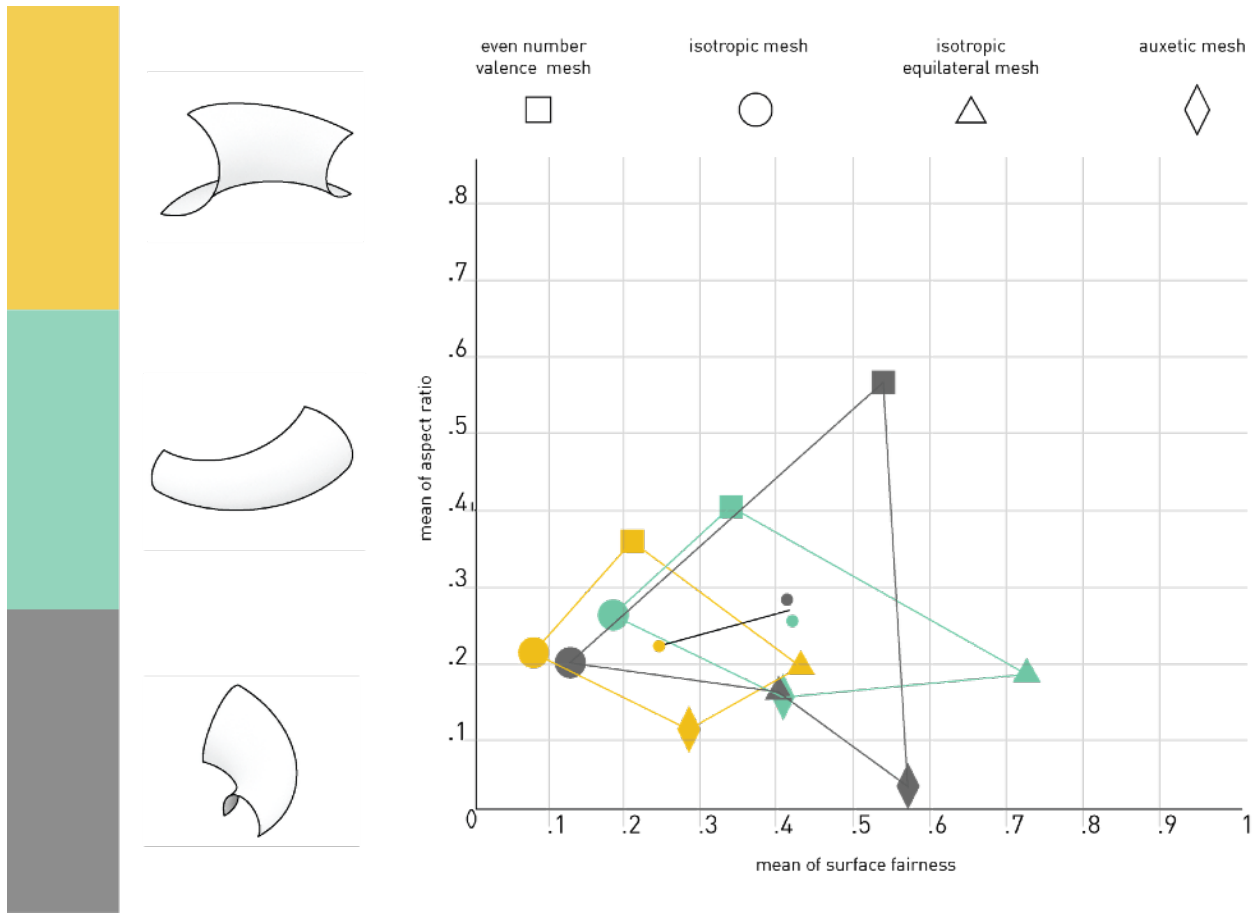 even number
valence mesh
isotropic mesh
isotropic
equilateral mesh
auxetic mesh
.8
.7
.6
.5
.4
.3
.2
.1
mean of aspect ratio
0 .1 .2 .3 .4 .5 .6 .7 .8 .9 1
mean of surface fairness